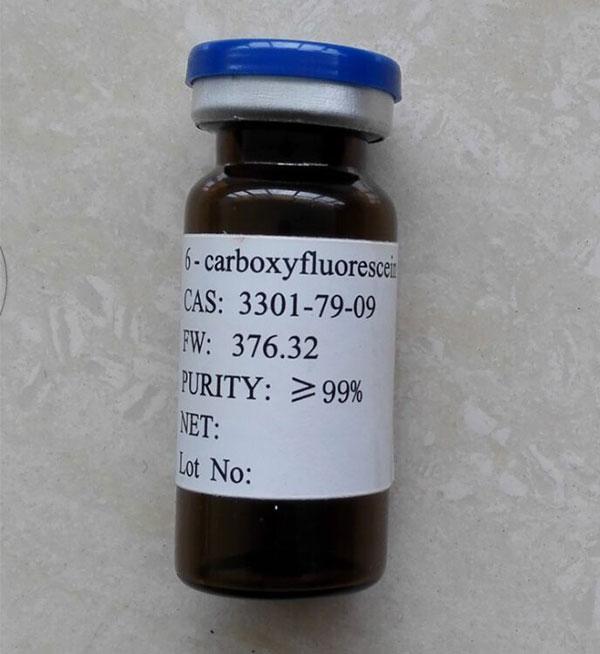 6 - carboxyfluorescein
CAS: 3301-79-09
FW: 376.32
PURITY: ≥99%
NET:
Lot No: